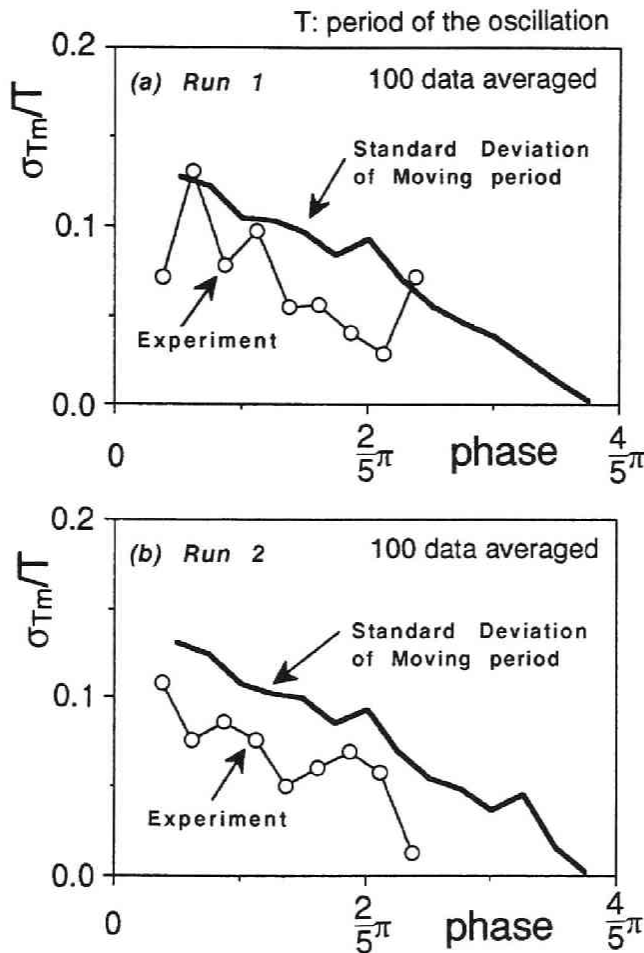 T: period of the oscillation
0.2
(a) Run 1
100 data averaged
Standard Deviation
of Moving period
σTm/T
0.1
Experiment
0.0
0
2/5π
phase
4/5π
0.2
(b) Run 2
100 data averaged
Standard Deviation
of Moving period
σTm/T
0.1
Experiment
0.0
0
2/5π
phase
4/5π